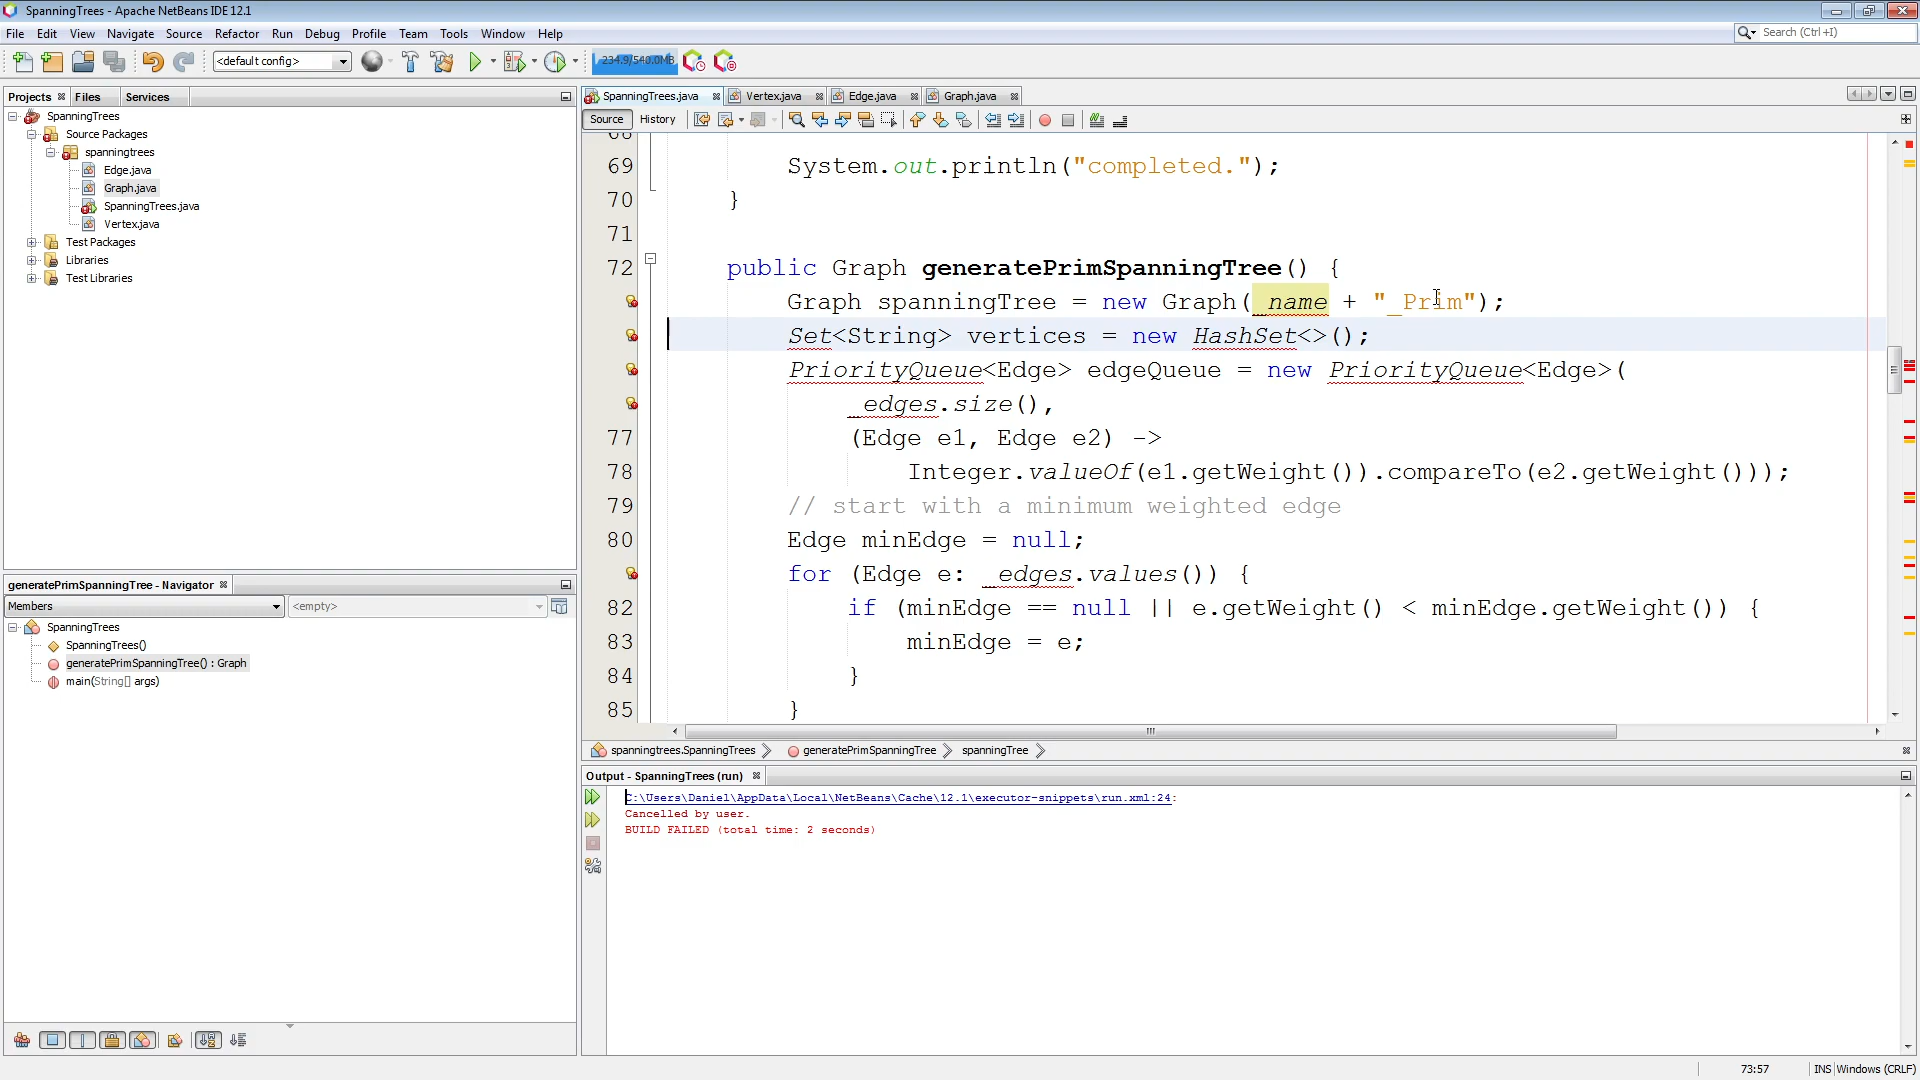 SpanningTrees - Apache NetBeans IDE 12.1
File Edit View Navigate Source Refactor Run Debug Profile Team Tools Window Help
Search (Ctrl+I)
<default config>
234.9/540.0MB
Projects Files Services
SpanningTrees
Source Packages
spanningtrees
Edge.java
Graph.java
SpanningTrees.java
Vertex.java
Test Packages
Libraries
Test Libraries
generatePrimSpanningTree - Navigator
Members
<empty>
SpanningTrees
SpanningTrees()
generatePrimSpanningTree() : Graph
main(String[] args)
SpanningTrees.java Vertex.java Edge.java Graph.java
Source History
68
69 System.out.println("completed.");
70 }
71
72 public Graph generatePrimSpanningTree() {
Graph spanningTree = new Graph(_name + "_Prim");
Set<String> vertices = new HashSet<>();
PriorityQueue<Edge> edgeQueue = new PriorityQueue<Edge>(
_edges.size(),
77 (Edge e1, Edge e2) ->
78 Integer.valueOf(e1.getWeight()).compareTo(e2.getWeight()));
79 // start with a minimum weighted edge
80 Edge minEdge = null;
for (Edge e: _edges.values()) {
82 if (minEdge == null || e.getWeight() < minEdge.getWeight()) {
83 minEdge = e;
84 }
85 }
spanningtrees.SpanningTrees generatePrimSpanningTree spanningTree
Output - SpanningTrees (run)
C:\Users\Daniel\AppData\Local\NetBeans\Cache\12.1\executor-snippets\run.xml:24:
Cancelled by user.
BUILD FAILED (total time: 2 seconds)
73:57 INS Windows (CRLF)